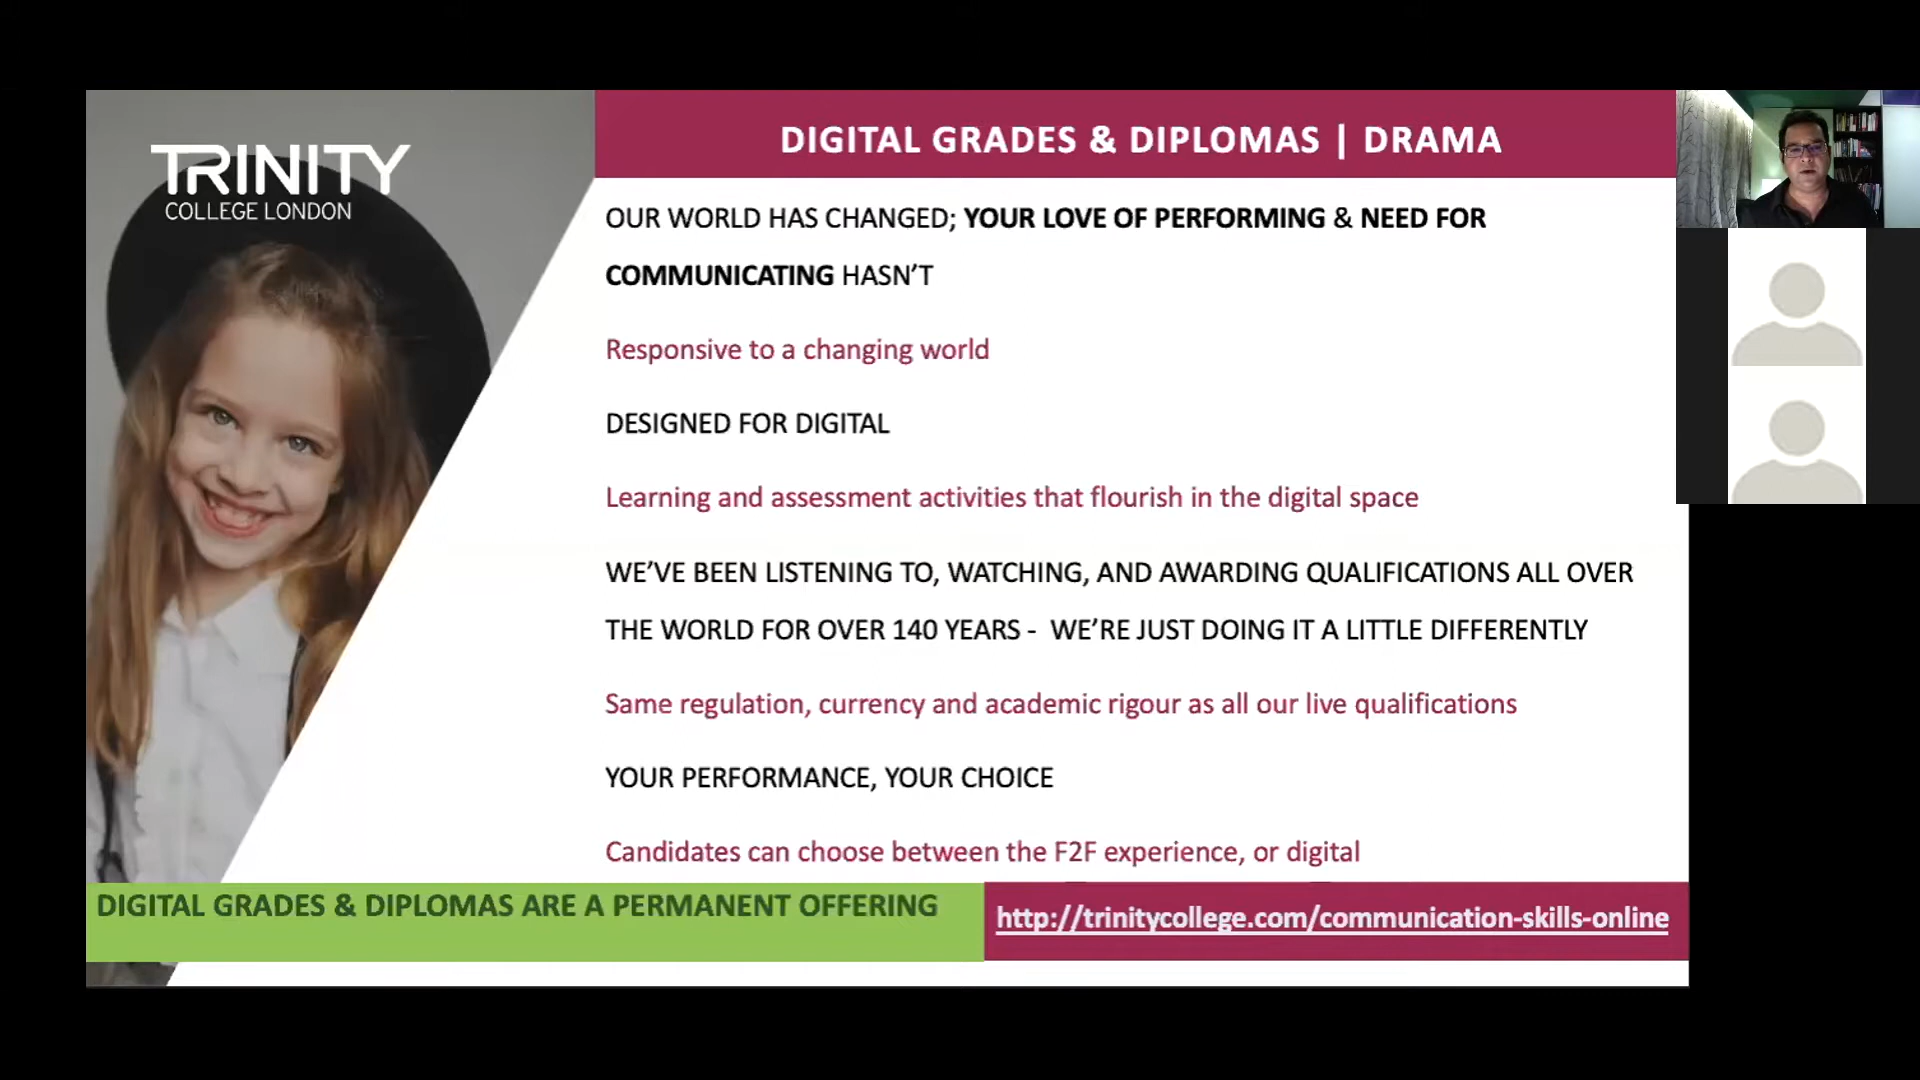 TRINITY
COLLEGE LONDON
DIGITAL GRADES & DIPLOMAS | DRAMA
OUR WORLD HAS CHANGED; YOUR LOVE OF PERFORMING & NEED FOR
COMMUNICATING HASN'T
Responsive to a changing world
DESIGNED FOR DIGITAL
Learning and assessment activities that flourish in the digital space
WE'VE BEEN LISTENING TO, WATCHING, AND AWARDING QUALIFICATIONS ALL OVER
THE WORLD FOR OVER 140 YEARS - WE'RE JUST DOING IT A LITTLE DIFFERENTLY
Same regulation, currency and academic rigour as all our live qualifications
YOUR PERFORMANCE, YOUR CHOICE
Candidates can choose between the F2F experience, or digital
DIGITAL GRADES & DIPLOMAS ARE A PERMANENT OFFERING
http://trinitycollege.com/communication-skills-online